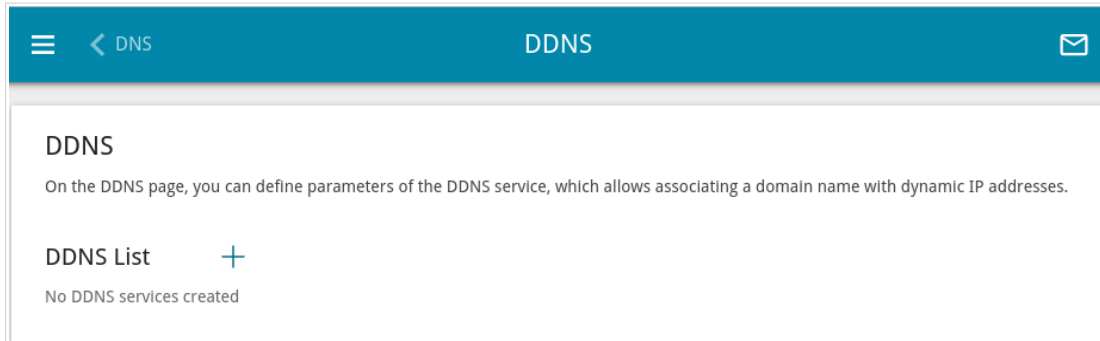 DNS
DDNS
DDNS
On the DDNS page, you can define parameters of the DDNS service, which allows associating a domain name with dynamic IP addresses.
DDNS List
No DDNS services created